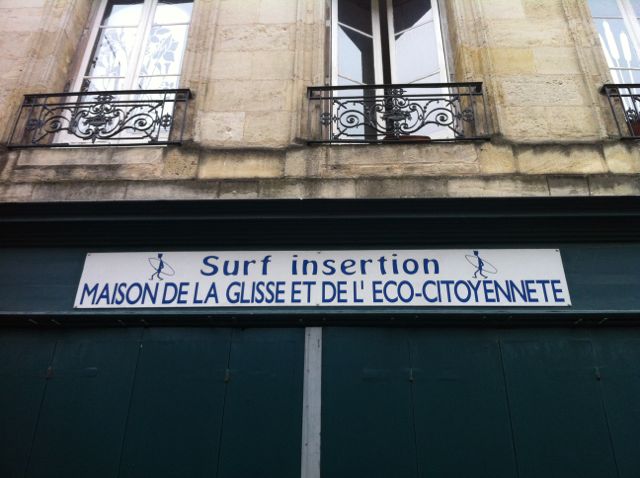 Surf insertion
MAISON DE LA GLISSE ET DE L' ECO-CITOYENNETE